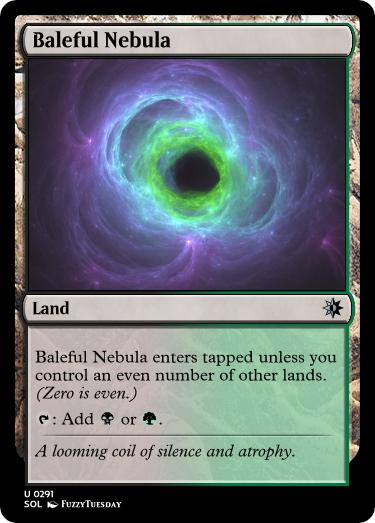 Baleful Nebula
Land
Baleful Nebula enters tapped unless you
control an even number of other lands.
(Zero is even.)
: Add or .
A looming coil of silence and atrophy.
U 0291
SOL FuzzyTuesday